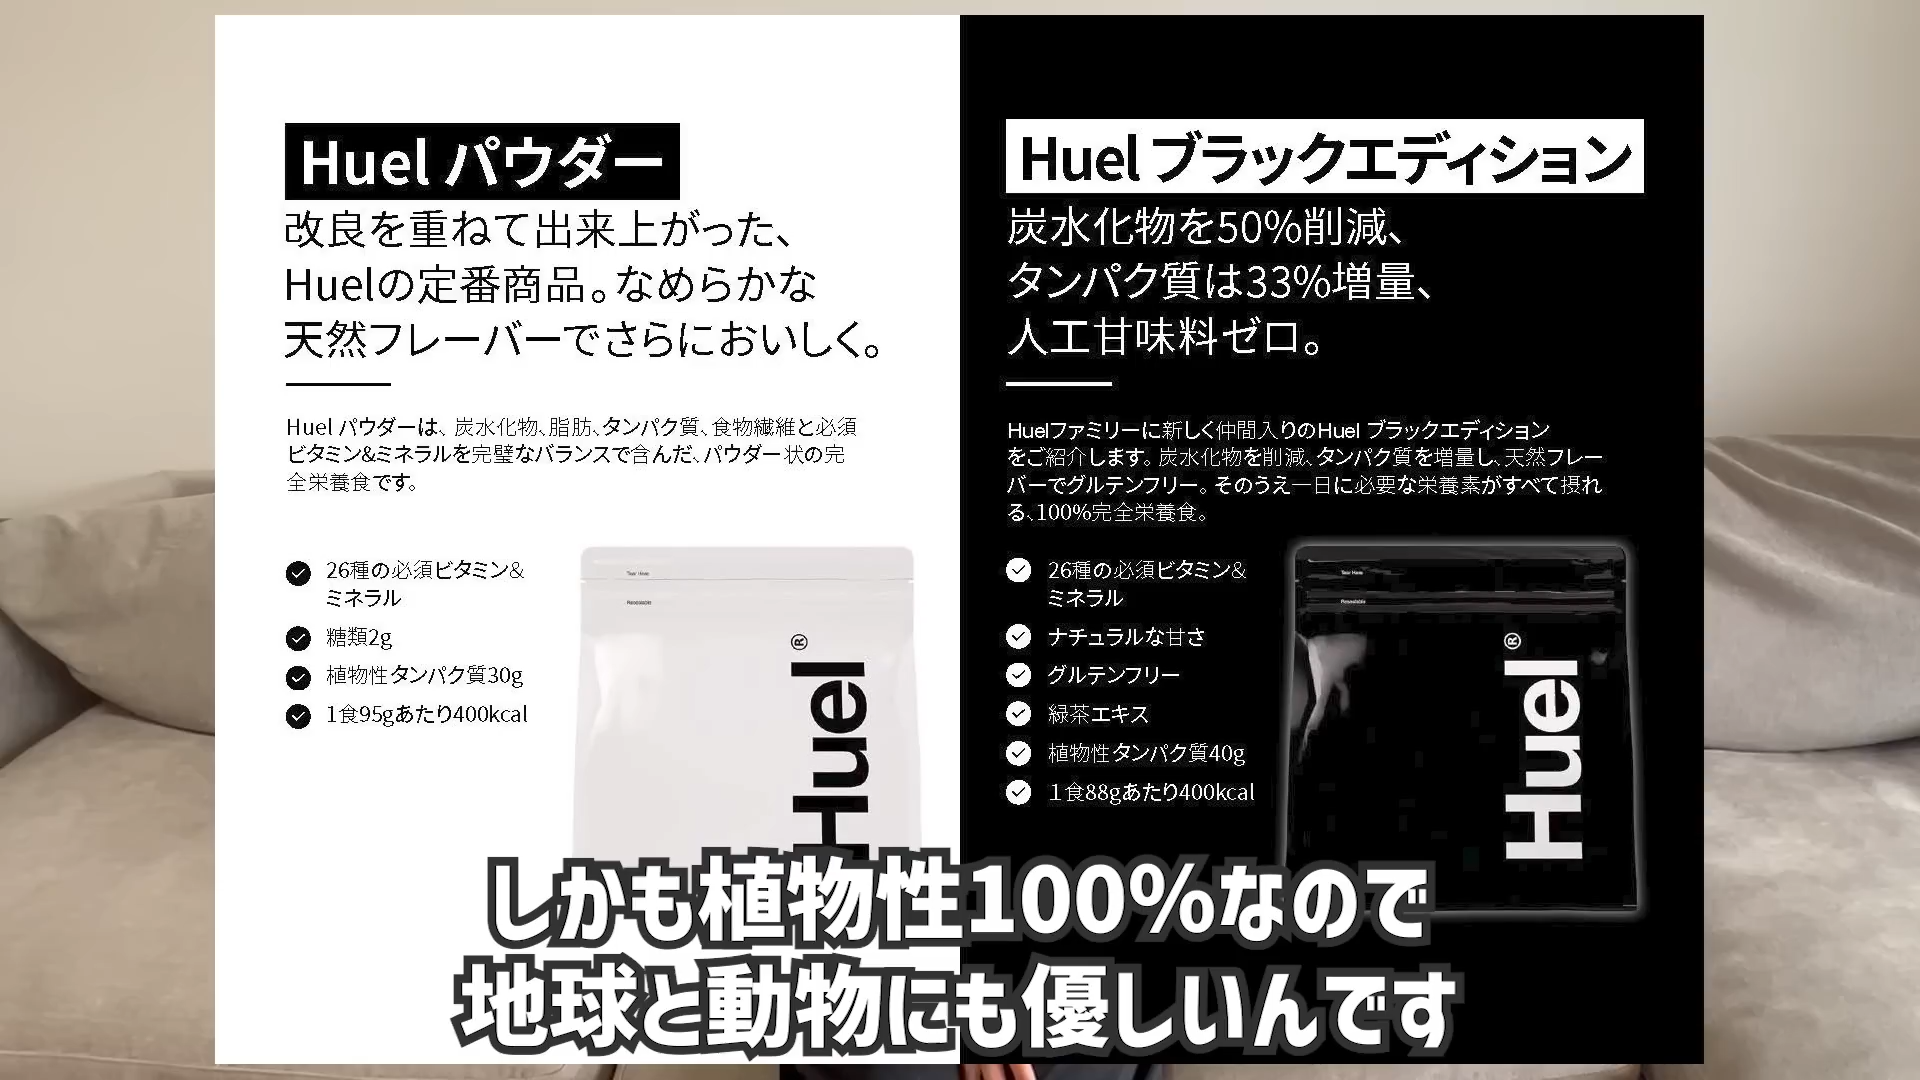 Huel パウダー
改良を重ねて出来上がった、
Huelの定番商品。なめらかな
天然フレーバーでさらにおいしく。
Huel パウダーは、炭水化物、脂肪、タンパク質、食物繊維と必須
ビタミン&ミネラルを完璧なバランスで含んだ、パウダー状の完
全栄養食です。
26種の必須ビタミン&
ミネラル
糖類2g
植物性タンパク質30g
1食95gあたり400kcal
Tear Here
Resealable
Huel®
Huel ブラックエディション
炭水化物を50%削減、
タンパク質は33%増量、
人工甘味料ゼロ。
Huelファミリーに新しく仲間入りのHuel ブラックエディション
をご紹介します。炭水化物を削減、タンパク質を増量し、天然フレー
バーでグルテンフリー。そのうえ一日に必要な栄養素がすべて摂れ
る、100%完全栄養食。
26種の必須ビタミン&
ミネラル
ナチュラルな甘さ
グルテンフリー
緑茶エキス
植物性タンパク質40g
1食88gあたり400kcal
Tear Here
Resealable
Huel®
しかも植物性100%なので
地球と動物にも優しいんです